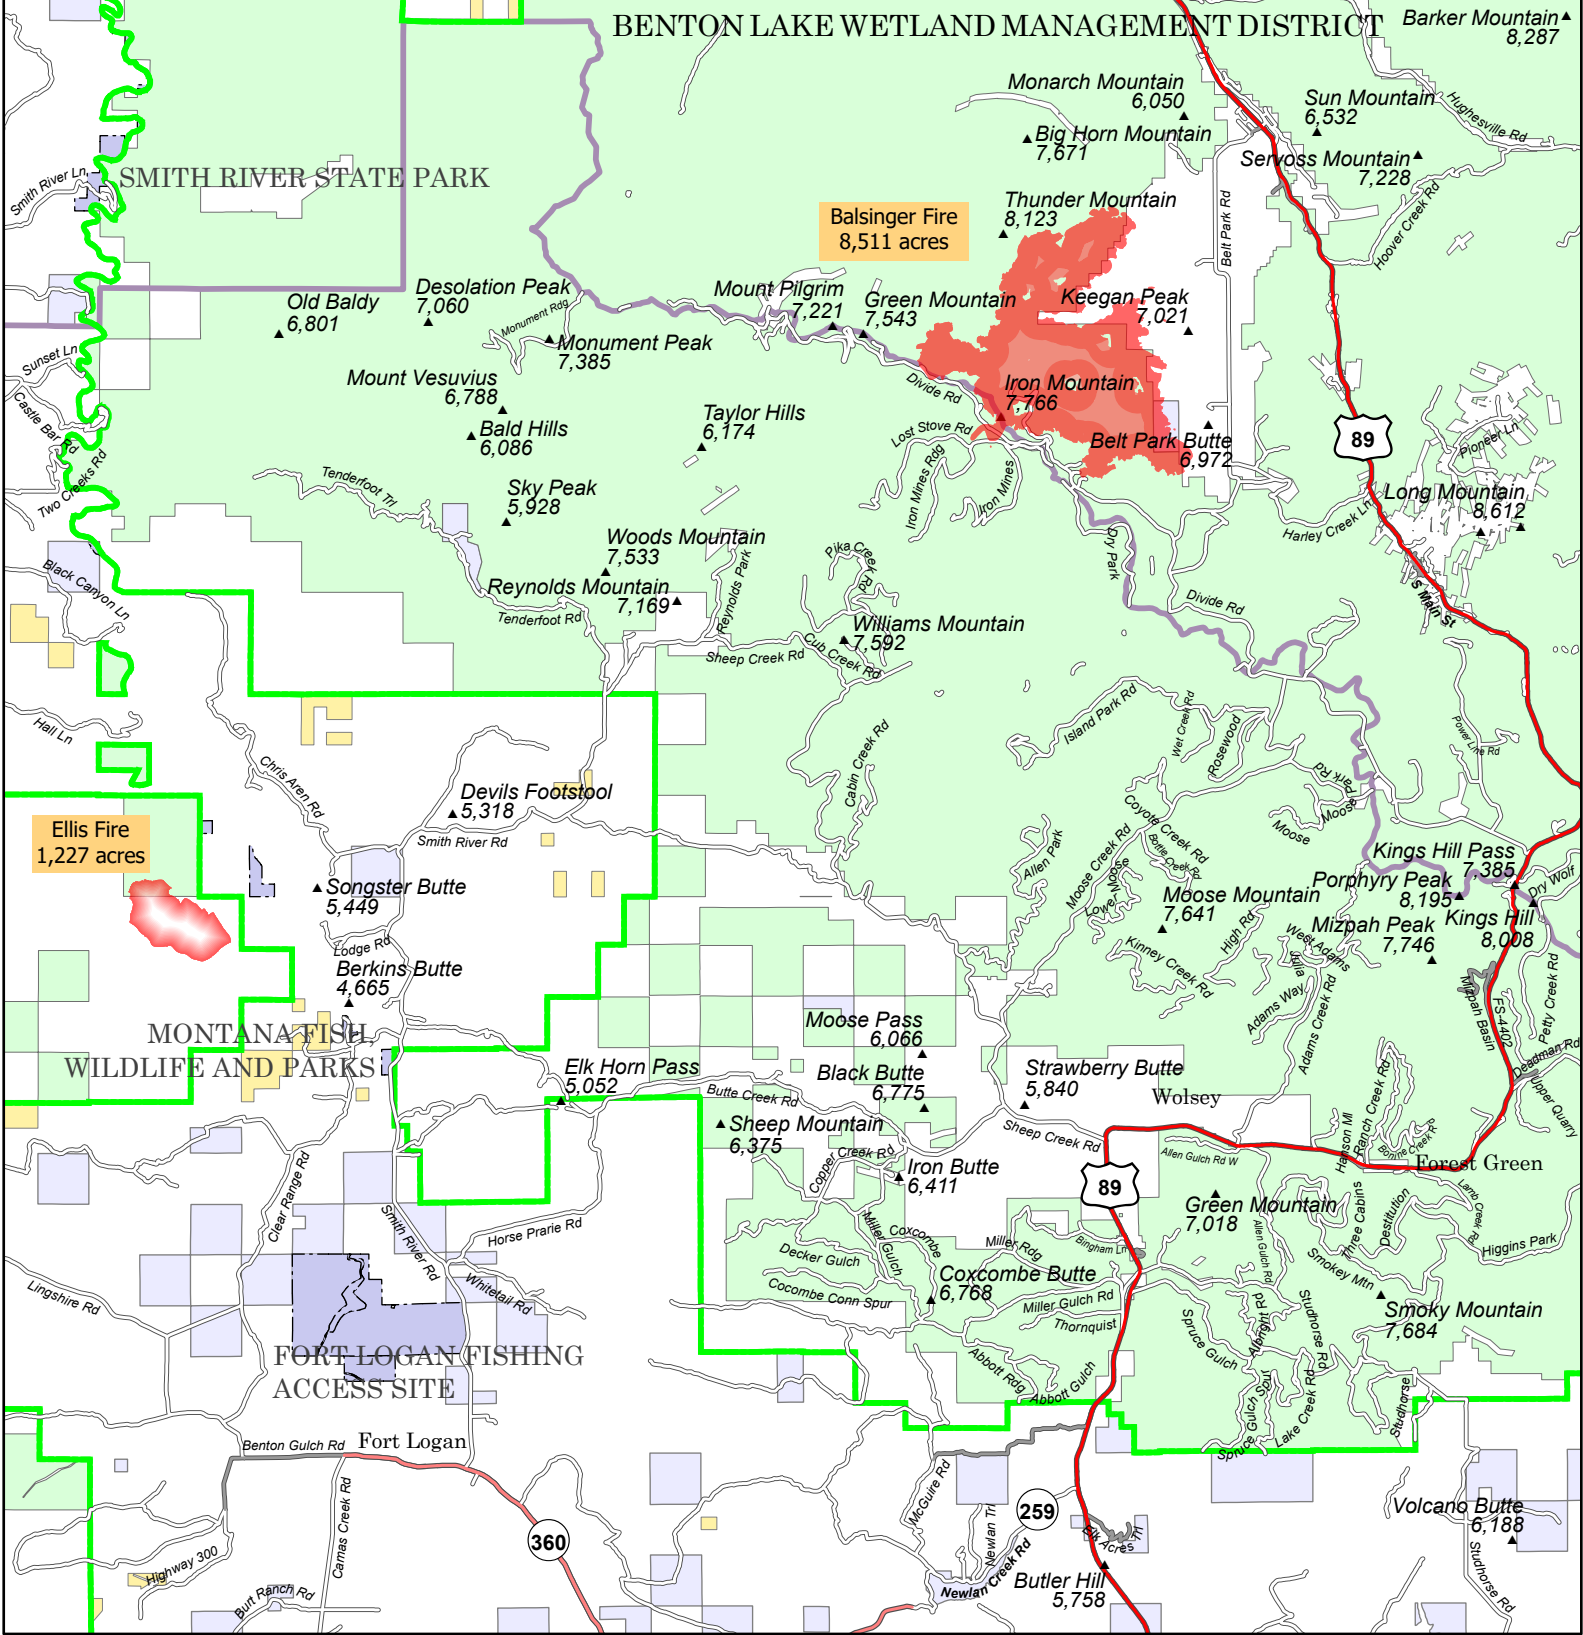 BENTON LAKE WETLAND MANAGEMENT DISTRICT
Barker Mountain
8,287
Monarch Mountain
6,050
Sun Mountain
6,532
Hughesville Rd
Big Horn Mountain
7,671
Servoss Mountain
7,228
Smith River Ln
SMITH RIVER STATE PARK
Thunder Mountain
8,123
Belt Park Rd
Hoover Creek Rd
Balsinger Fire
8,511 acres
Old Baldy
6,801
Desolation Peak
7,060
Mount Pilgrim
7,221
Green Mountain
7,543
Keegan Peak
7,021
Monument Rdg
Monument Peak
7,385
Sunset Ln
Mount Vesuvius
6,788
Divide Rd
Iron Mountain
7,766
Castle Bar Rd
Bald Hills
6,086
Taylor Hills
6,174
Lost Stove Rd
Belt Park Butte
6,972
89
Pioneer Ln
Two Creeks Rd
Tenderfoot Trl
Sky Peak
5,928
Iron Mines Rdg
Iron Mines
Long Mountain
8,612
Harley Creek Ln
Woods Mountain
7,533
Pika Creek Rd
Dry Park
Black Canyon Ln
Reynolds Mountain
7,169
Reynolds Park
Divide Rd
S Main St
Tenderfoot Rd
Williams Mountain
7,592
Sheep Creek Rd
Cub Creek Rd
Hall Ln
Island Park Rd
Wet Creek Rd
Rosewood
Power Line Rd
Chris Aren Rd
Cabin Creek Rd
Moose Park Rd
Devils Footstool
5,318
Smith River Rd
Coyote Creek Rd
Bottle Creek Rd
Moose
Moose
Ellis Fire
1,227 acres
Allen Park
Moose Creek Rd
Lower Moose
Kings Hill Pass
7,385
Songster Butte
5,449
Moose Mountain
7,641
Porphyry Peak
8,195
Dry Wolf
Kings Hill
8,008
Lodge Rd
High Rd
West Adams
Julia
Mizpah Peak
7,746
Berkins Butte
4,665
Kinney Creek Rd
Adams Way
Adams Creek Rd
Mizpah Basin
FS-4402
Petty Creek Rd
MONTANA FISH,
WILDLIFE AND PARKS
Moose Pass
6,066
Elk Horn Pass
5,052
Black Butte
6,775
Strawberry Butte
5,840
Wolsey
Deadman Rd
Upper Quarry
Butte Creek Rd
Sheep Mountain
6,375
Sheep Creek Rd
Allen Gulch Rd W
Hanson Ml
Ranch Creek Rd
Bonine Creek Rd
Forest Green
Clear Range Rd
Copper Creek Rd
Iron Butte
6,411
89
Green Mountain
7,018
Three Cabins
Destitution
Lamb Creek Rd
Smith River Rd
Horse Prarie Rd
Miller Gulch
Coxcombe
Miller Rdg
Bingham Ln
Allen Gulch Rd
Higgins Park
Decker Gulch
Smokey Mtn
Lingshire Rd
Whitetail Rd
Cocombe Conn Spur
Coxcombe Butte
6,768
Miller Gulch Rd
Thornquist
Spruce Gulch
Albright Rd
Studhorse Rd
Smoky Mountain
7,684
FORT LOGAN FISHING
ACCESS SITE
Abbott Rdg
Abbott Gulch
Spruce Gulch Spur
Lake Creek Rd
Studhorse
Benton Gulch Rd
Fort Logan
Camas Creek Rd
McGuire Rd
Newlan Trl
259
Elk Acres Trl
Volcano Butte
6,188
Studhorse Rd
360
Highway 300
Burt Ranch Rd
Newlan Creek Rd
Butler Hill
5,758